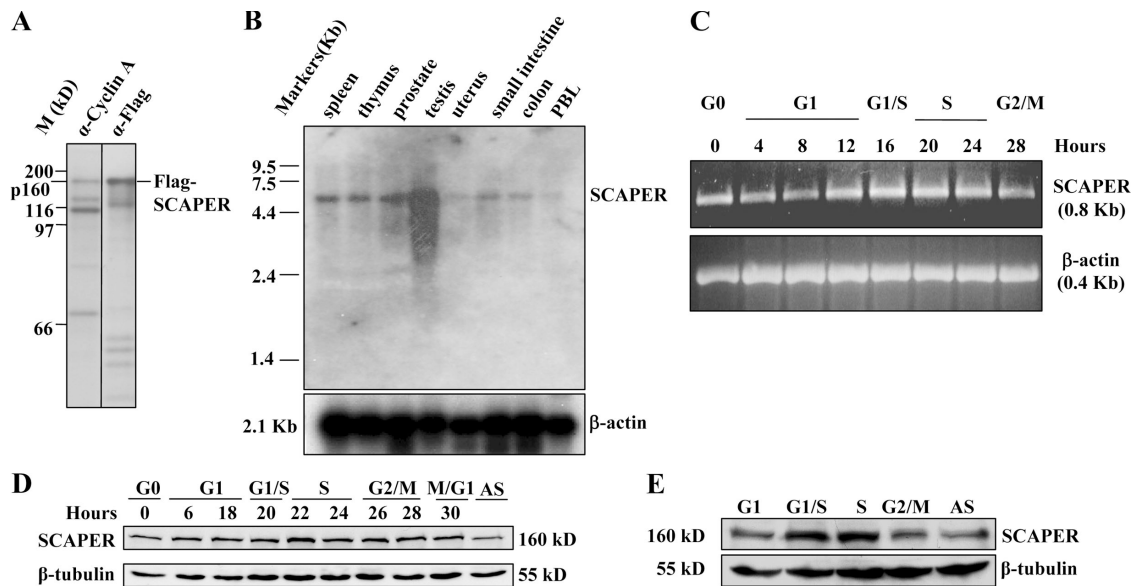 A
M (kD)
α-Cyclin A
α-Flag
200
p160
116
97
66
Flag-
SCAPER
B
Markers(Kb)
spleen
thymus
prostate
testis
uterus
small intestine
colon
PBL
9.5
7.5
4.4
2.4
1.4
SCAPER
2.1 Kb
β-actin
C
G0 G1 G1/S S G2/M
0 4 8 12 16 20 24 28 Hours
SCAPER
(0.8 Kb)
β-actin
(0.4 Kb)
D
G0 G1 G1/S S G2/M M/G1 AS
Hours 0 6 18 20 22 24 26 28 30
SCAPER 160 kD
β-tubulin 55 kD
E
G1 G1/S S G2/M AS
160 kD SCAPER
55 kD β-tubulin